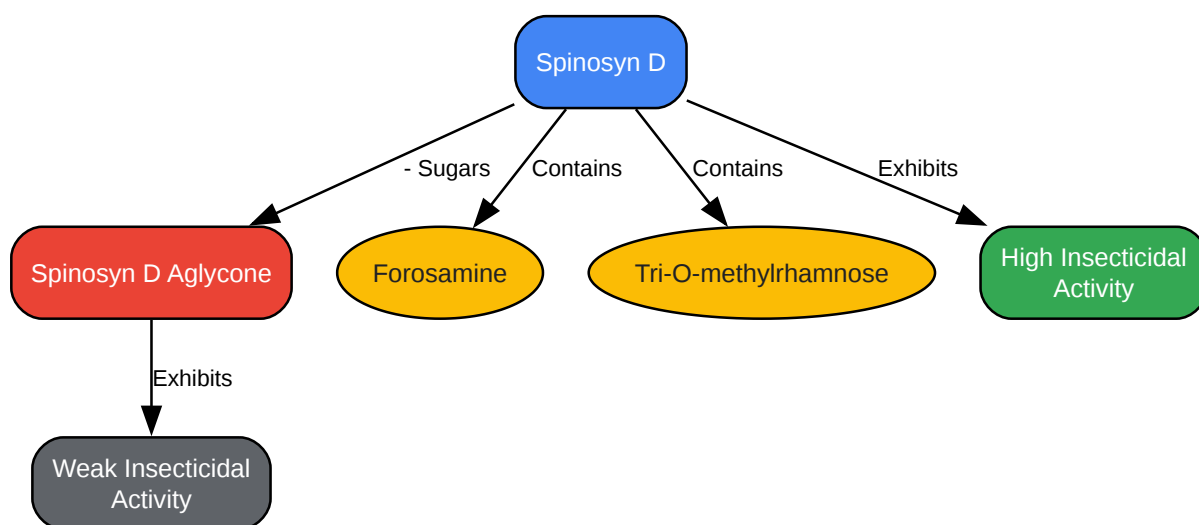 Spinosyn D
- Sugars
Contains
Contains
Exhibits
Spinosyn D Aglycone
Forosamine
Tri-O-methylrhamnose
High Insecticidal
Activity
Exhibits
Weak Insecticidal
Activity